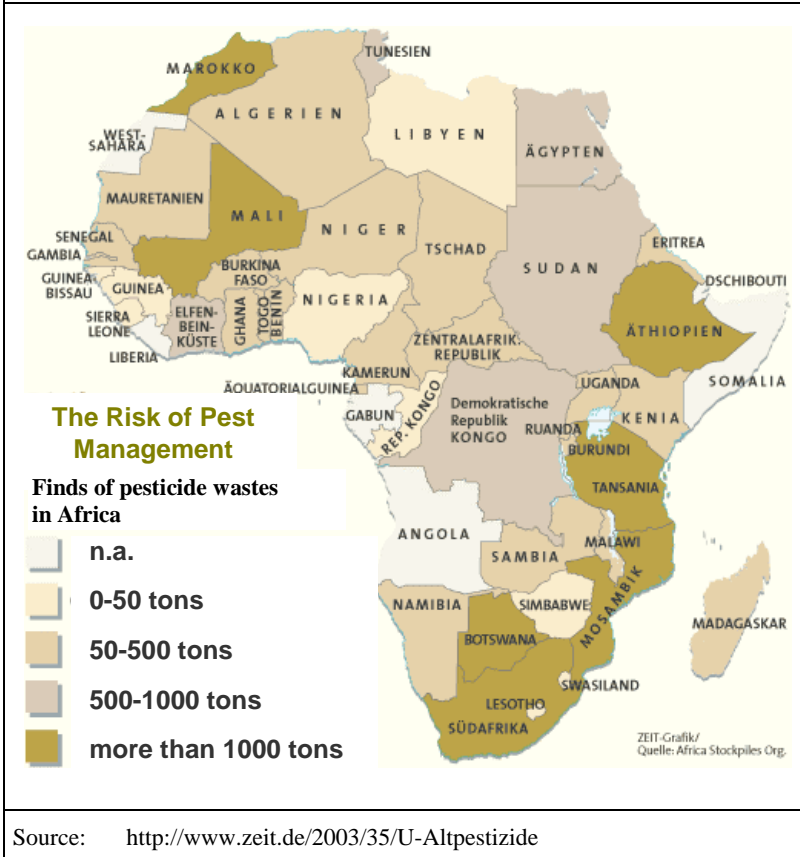 MAROKKO
TUNESIEN
ALGERIEN
LIBYEN
ÄGYPTEN
WEST-
SAHARA
MAURETANIEN
MALI
NIGER
TSCHAD
SUDAN
ERITREA
SENEGAL
GAMBIA
GUINEA-
BISSAU
GUINEA
BURKINA
FASO
DSCHIBOUTI
SIERRA
LEONE
ELFEN-
BEIN-
KÜSTE
GHANA
TOGO
BENIN
NIGERIA
ÄTHIOPIEN
LIBERIA
ZENTRALAFRIK.
REPUBLIK
KAMERUN
SOMALIA
ÄOUATORIALGUINEA
UGANDA
KENIA
GABUN
REP. KONGO
Demokratische
Republik
KONGO
RUANDA
BURUNDI
TANSANIA
The Risk of Pest
Management
Finds of pesticide wastes
in Africa
n.a.
0-50 tons
50-500 tons
500-1000 tons
more than 1000 tons
ANGOLA
SAMBIA
MALAWI
MOSAMBIK
NAMIBIA
SIMBABWE
BOTSWANA
MADAGASKAR
SWASILAND
LESOTHO
SÜDAFRIKA
ZEIT-Grafik/
Quelle: Africa Stockpiles Org.
Source: http://www.zeit.de/2003/35/U-Altpestizide